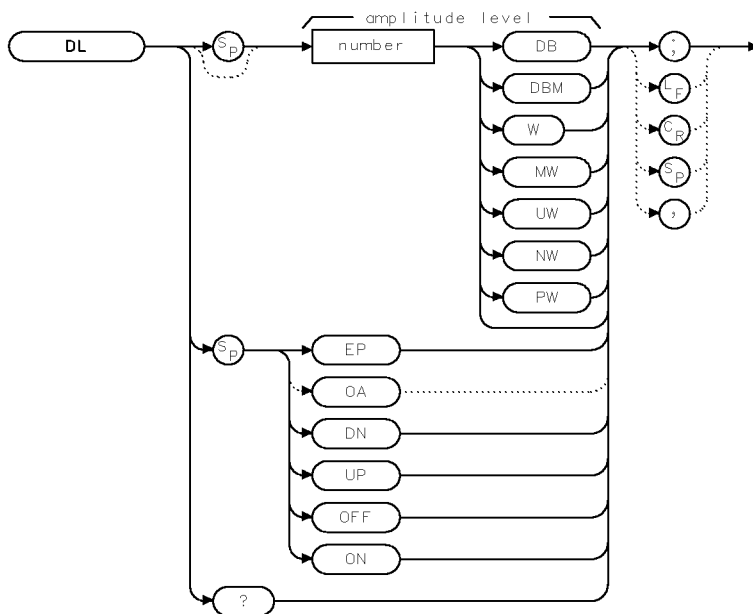 amplitude level
DL
SP
number
DB
;
DBM
LF
W
CR
MW
SP
UW
,
NW
PW
SP
EP
OA
DN
UP
OFF
ON
?